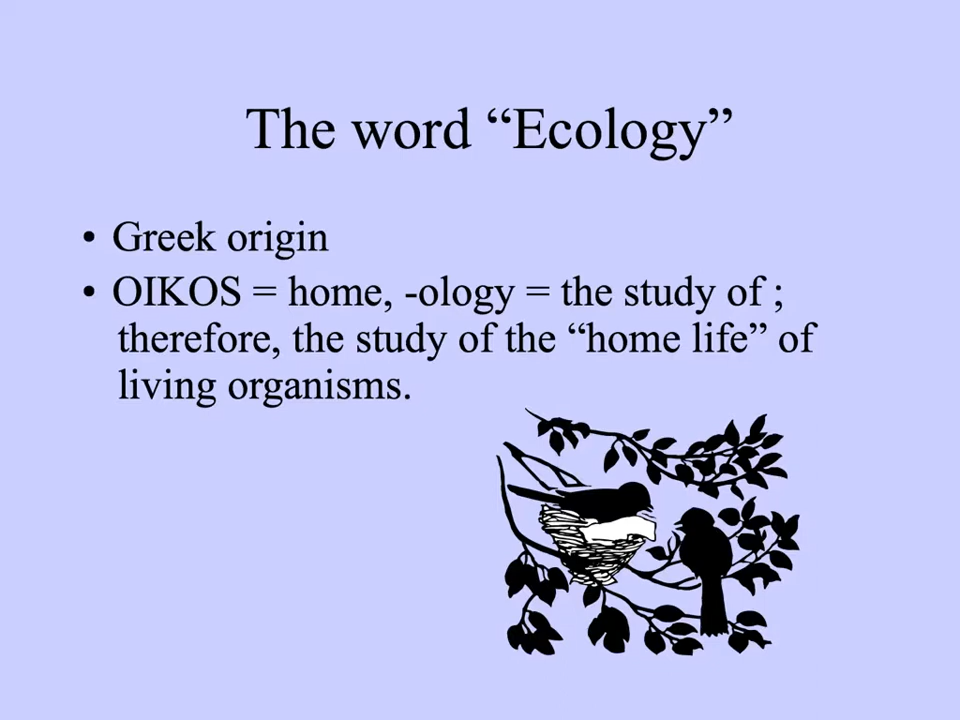 The word “Ecology”
• Greek origin
• OIKOS = home, -ology = the study of ;
therefore, the study of the “home life” of
living organisms.